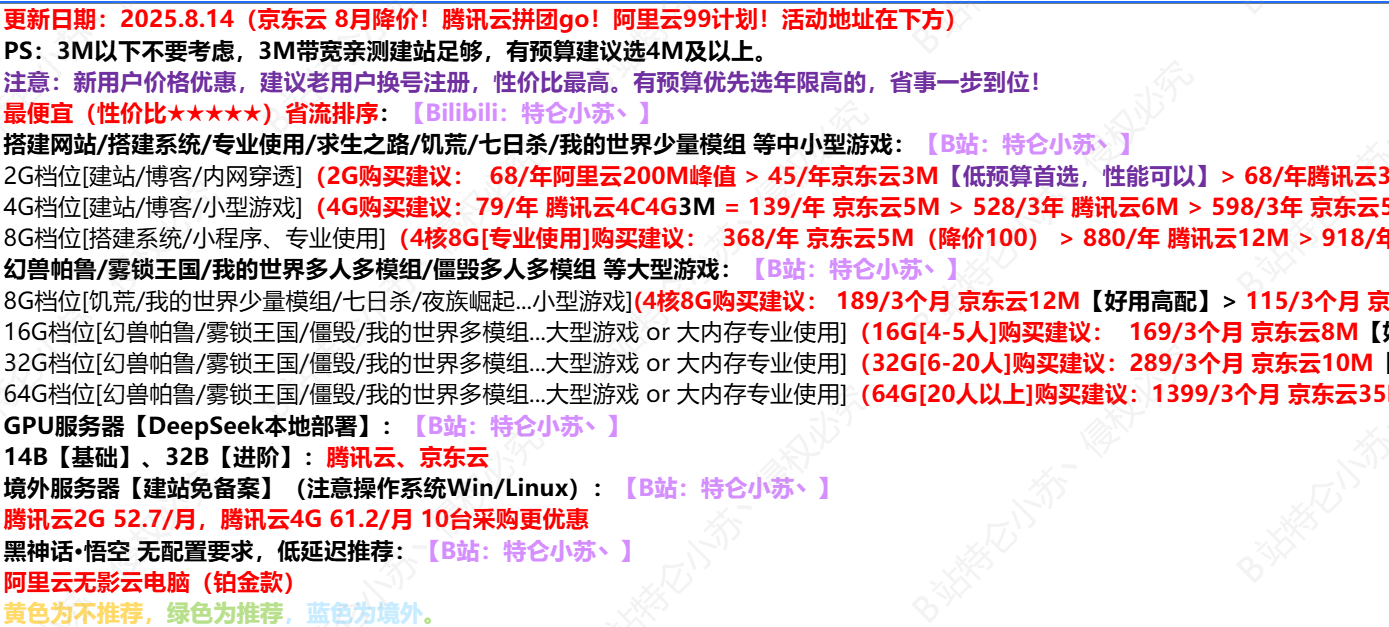 更新日期：2025.8.14（京东云 8月降价！腾讯云拼团go！阿里云99计划！活动地址在下方）
PS：3M以下不要考虑，3M带宽亲测建站足够，有预算建议选4M及以上。
注意：新用户价格优惠，建议老用户换号注册，性价比最高。有预算优先选年限高的，省事一步到位！
最便宜（性价比★★★★★）省流排序：【Bilibili：特仑小苏丶】
搭建网站/搭建系统/专业使用/求生之路/饥荒/七日杀/我的世界少量模组 等中小型游戏：【B站：特仑小苏丶】
2G档位[建站/博客/内网穿透]（2G购买建议： 68/年阿里云200M峰值 > 45/年京东云3M【低预算首选，性能可以】> 68/年腾讯云3
4G档位[建站/博客/小型游戏]（4G购买建议：79/年 腾讯云4C4G3M = 139/年 京东云5M > 528/3年 腾讯云6M > 598/3年 京东云5
8G档位[搭建系统/小程序、专业使用]（4核8G[专业使用]购买建议： 368/年 京东云5M（降价100） > 880/年 腾讯云12M > 918/年
幻兽帕鲁/雾锁王国/我的世界多人多模组/僵毁多人多模组 等大型游戏：【B站：特仑小苏丶】
8G档位[饥荒/我的世界少量模组/七日杀/夜族崛起...小型游戏](4核8G购买建议： 189/3个月 京东云12M【好用高配】> 115/3个月 京
16G档位[幻兽帕鲁/雾锁王国/僵毁/我的世界多模组...大型游戏 or 大内存专业使用]（16G[4-5人]购买建议： 169/3个月 京东云8M【好
32G档位[幻兽帕鲁/雾锁王国/僵毁/我的世界多模组...大型游戏 or 大内存专业使用]（32G[6-20人]购买建议：289/3个月 京东云10M【
64G档位[幻兽帕鲁/雾锁王国/僵毁/我的世界多模组...大型游戏 or 大内存专业使用]（64G[20人以上]购买建议：1399/3个月 京东云35
GPU服务器【DeepSeek本地部署】：【B站：特仑小苏丶】
14B【基础】、32B【进阶】：腾讯云、京东云
境外服务器【建站免备案】（注意操作系统Win/Linux）：【B站：特仑小苏丶】
腾讯云2G 52.7/月，腾讯云4G 61.2/月 10台采购更优惠
黑神话·悟空 无配置要求，低延迟推荐：【B站：特仑小苏丶】
阿里云无影云电脑（铂金款）
黄色为不推荐，绿色为推荐，蓝色为境外。